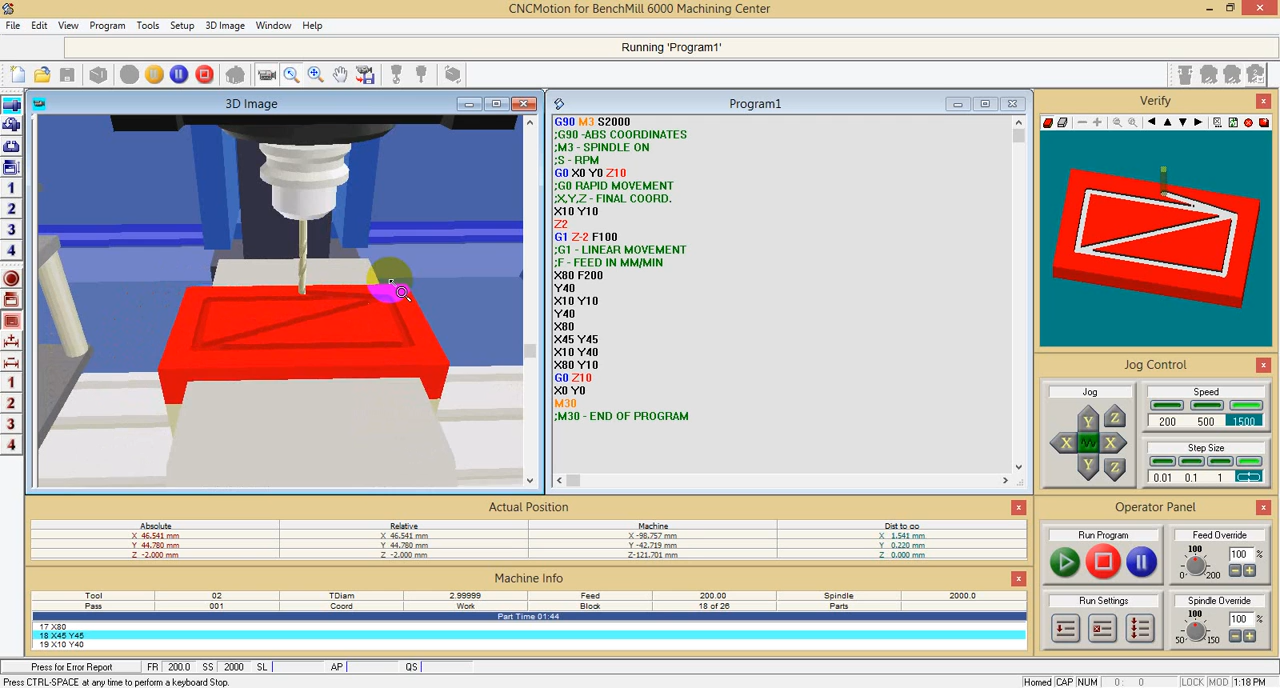 CNCMotion for BenchMill 6000 Machining Center
File Edit View Program Tools Setup 3D Image Window Help
Running 'Program1'
3D Image
Program1
Verify
G90 M3 S2000
;G90 -ABS COORDINATES
;M3 - SPINDLE ON
;S - RPM
G0 X0 Y0 Z10
;G0 RAPID MOVEMENT
;X,Y,Z - FINAL COORD.
X10 Y10
Z2
G1 Z-2 F100
;G1 - LINEAR MOVEMENT
;F - FEED IN MM/MIN
X80 F200
Y40
X10 Y10
Y40
X80
X45 Y45
X10 Y40
X80 Y10
G0 Z10
X0 Y0
M30
;M30 - END OF PROGRAM
1
2
3
4
1
2
3
4
Jog Control
Jog
Y Z
X X
Y Z
Speed
200 500 1500
Step Size
0.01 0.1 1
Actual Position
Absolute Relative Machine Dist to go
X 46.541 mm X 46.541 mm X -98.757 mm X 1.541 mm
Y 44.780 mm Y 44.780 mm Y -42.719 mm Y 0.220 mm
Z -2.000 mm Z -2.000 mm Z-121.701 mm Z 0.000 mm
Machine Info
Tool 02 TDiam 2.99999 Feed 200.00 Spindle 2000.0
Pass 001 Coord Work Block 18 of 26 Parts
Part Time 01:44
17 X80
18 X45 Y45
19 X10 Y40
Operator Panel
Run Program
Feed Override
100
0 200
100 %
Run Settings
Spindle Override
100
50 150
100 %
Press for Error Report FR 200.0 SS 2000 SL AP QS
Press CTRL-SPACE at any time to perform a keyboard Stop.
Homed CAP NUM 0 : 0 LOCK MOD 1:18 PM